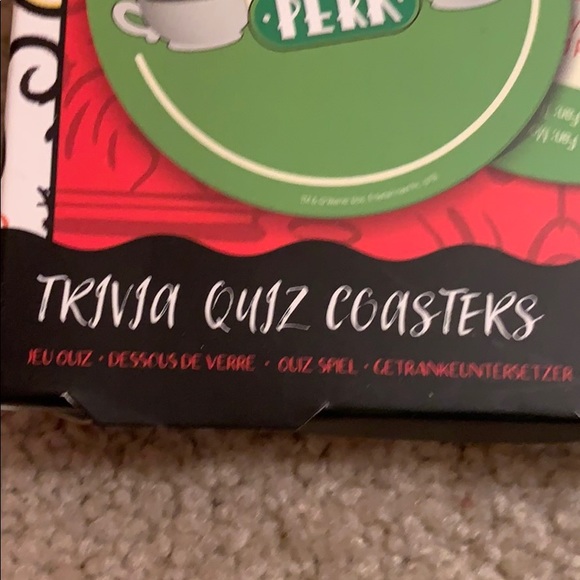 PERK
TRIVIA QUIZ COASTERS
JEU QUIZ · DESSOUS DE VERRE · QUIZ SPIEL · GETRANKEUNTERSETZER